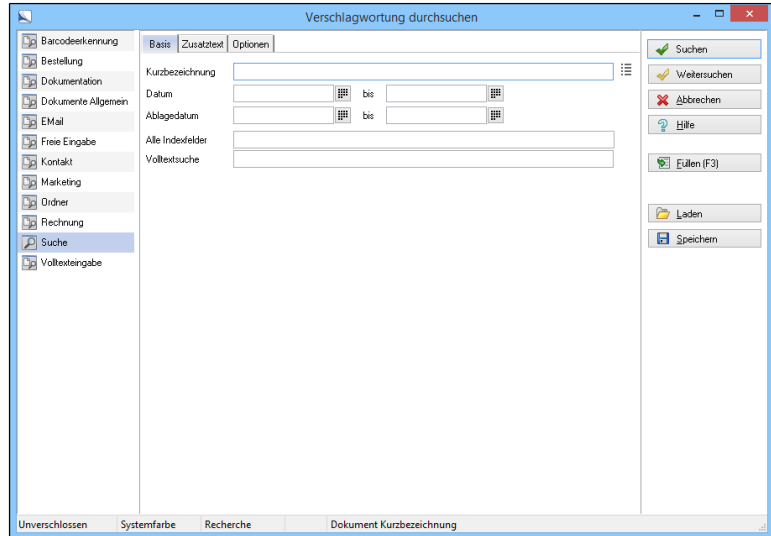 Verschlagwortung durchsuchen
Barcodeerkennung
Bestellung
Dokumentation
Dokumente Allgemein
EMail
Freie Eingabe
Kontakt
Marketing
Ordner
Rechnung
Suche
Volltexteingabe
Basis Zusatztext Optionen
Kurzbezeichnung
Datum bis
Ablagedatum bis
Alle Indexfelder
Volltextsuche
Suchen
Weitersuchen
Abbrechen
Hilfe
Füllen (F3)
Laden
Speichern
Unverschlossen Systemfarbe Recherche Dokument Kurzbezeichnung